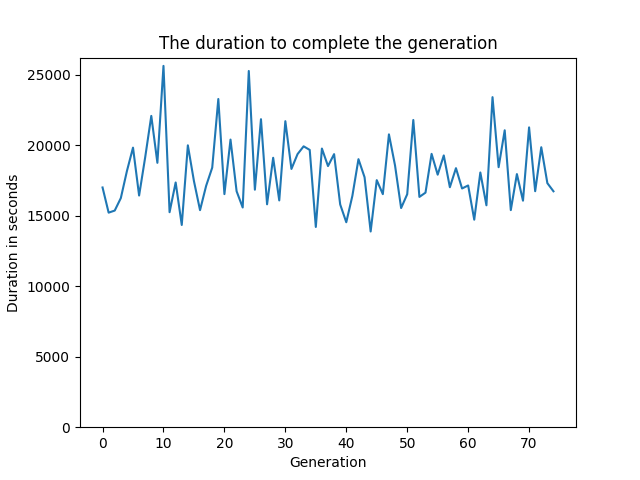 The duration to complete the generation
25000
20000
15000
10000
5000
0
Duration in seconds
0 10 20 30 40 50 60 70
Generation